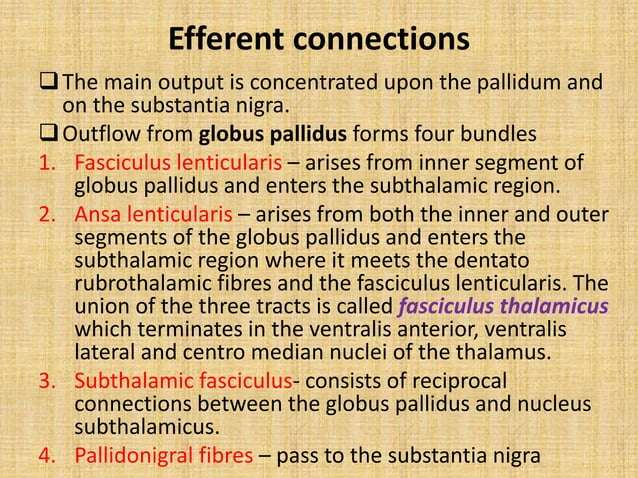 Efferent connections
❑The main output is concentrated upon the pallidum and
on the substantia nigra.
❑Outflow from globus pallidus forms four bundles
1. Fasciculus lenticularis – arises from inner segment of
globus pallidus and enters the subthalamic region.
2. Ansa lenticularis – arises from both the inner and outer
segments of the globus pallidus and enters the
subthalamic region where it meets the dentato
rubrothalamic fibres and the fasciculus lenticularis. The
union of the three tracts is called fasciculus thalamicus
which terminates in the ventralis anterior, ventralis
lateral and centro median nuclei of the thalamus.
3. Subthalamic fasciculus- consists of reciprocal
connections between the globus pallidus and nucleus
subthalamicus.
4. Pallidonigral fibres – pass to the substantia nigra